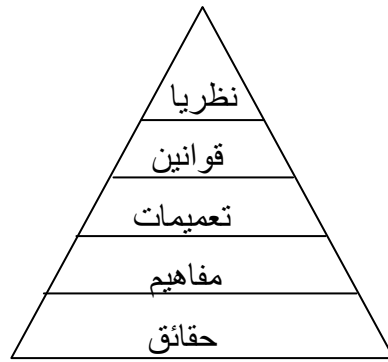 نظريا
قوانين
تعميمات
مفاهيم
حقائق